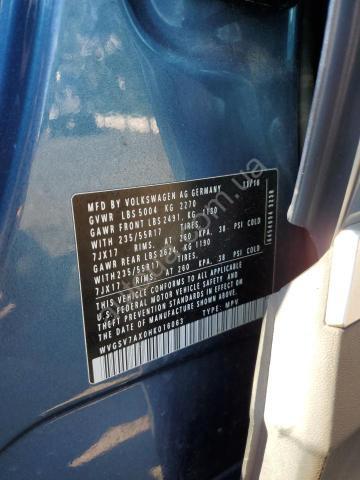 MFD BY VOLKSWAGEN AG GERMANY 11/16
GVWR LBS 5004 KG 2270
GAWR FRONT LBS 2491, KG 1130
WITH 235/55R17 TIRES,
7JX17 RIMS, AT 260 KPA, 38 PSI COLD
GAWR REAR LBS 2624, KG 1190
WITH 235/55R17 TIRES,
7JX17 RIMS, AT 260 KPA, 38 PSI COLD
THIS VEHICLE CONFORMS TO ALL APPLICABLE
U.S. FEDERAL MOTOR VEHICLE SAFETY
STANDARDS IN EFFECT ON THE DATE OF
MANUFACTURE SHOWN ABOVE
WVGSV7AX0HK016063 TYPE: MPV